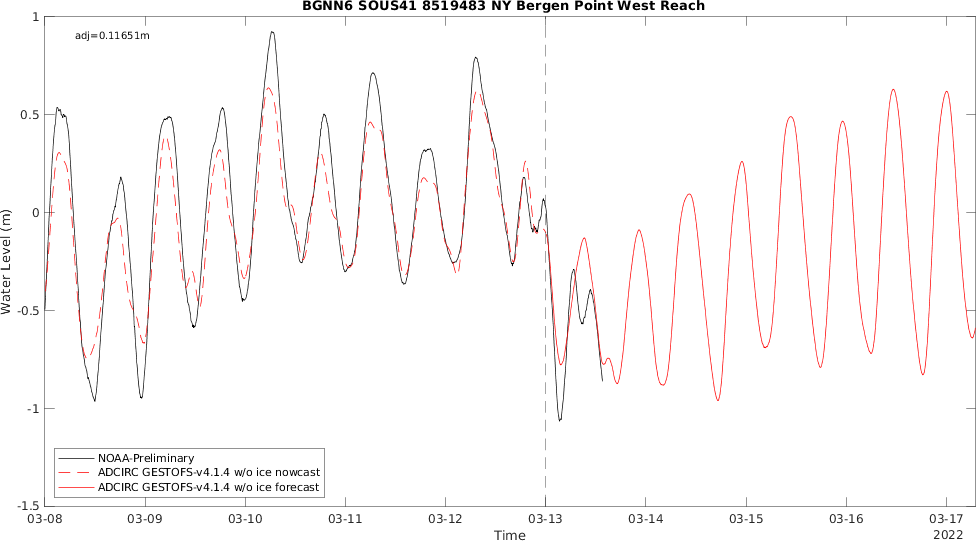 BGNN6 SOUS41 8519483 NY Bergen Point West Reach
adj=0.11651m
1
0.5
0
-0.5
-1
-1.5
Water Level (m)
NOAA-Preliminary
ADCIRC GESTOFS-v4.1.4 w/o ice nowcast
ADCIRC GESTOFS-v4.1.4 w/o ice forecast
03-08 03-09 03-10 03-11 03-12 03-13 03-14 03-15 03-16 03-17
Time
2022